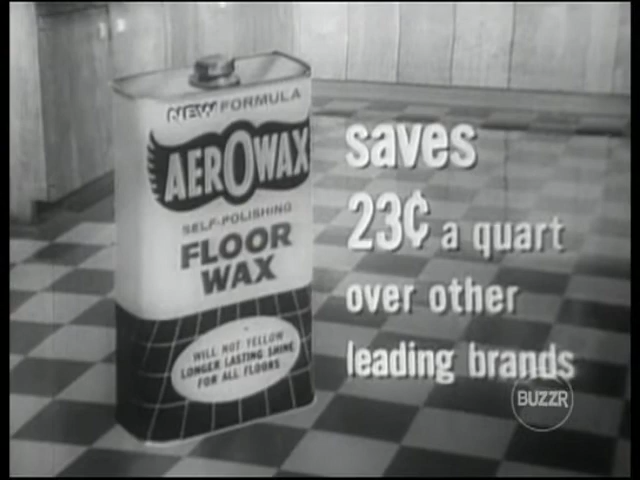 NEW FORMULA
AEROWAX
SELF-POLISHING
FLOOR
WAX
WILL NOT YELLOW
LONGER LASTING SHINE
FOR ALL FLOORS
saves
23¢ a quart
over other
leading brands
BUZZR